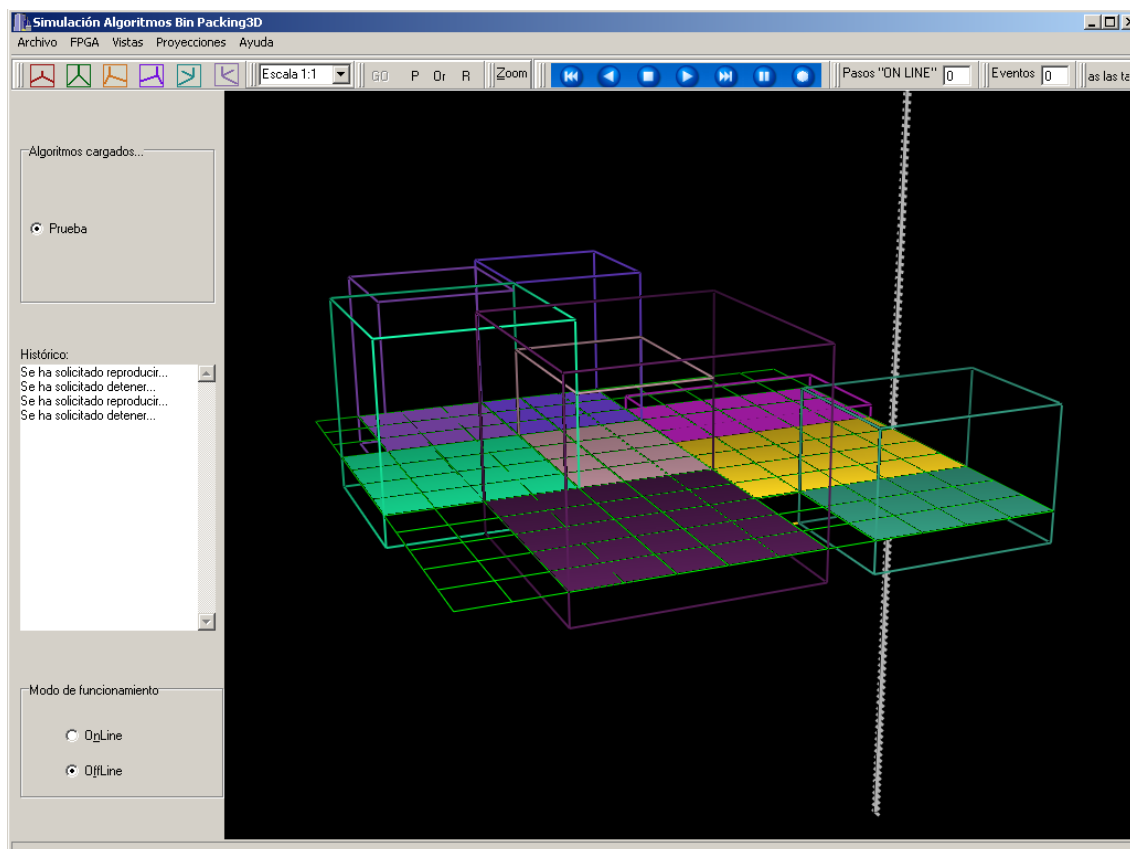 Simulación Algoritmos Bin Packing3D
Archivo FPGA Vistas Proyecciones Ayuda
Escala 1:1 GO P Or R Zoom Pasos "ON LINE" 0 Eventos 0 as las ta
Algoritmos cargados...
Prueba
Histórico:
Se ha solicitado reproducir...
Se ha solicitado detener...
Se ha solicitado reproducir...
Se ha solicitado detener...
Modo de funcionamiento
OnLine
OffLine